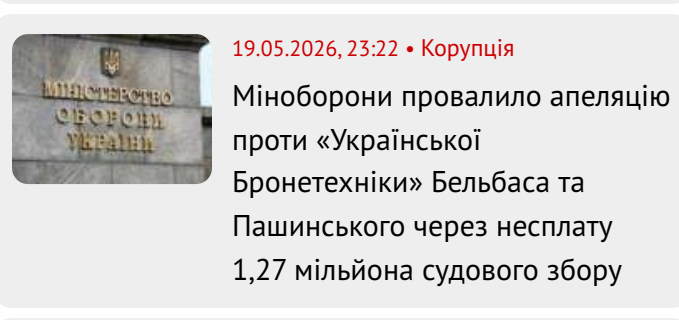 МІНІСТЕРСТВО
ОБОРОНИ
УКРАЇНИ
19.05.2026, 23:22 • Корупція
Міноборони провалило апеляцію
проти «Української
Бронетехніки» Бельбаса та
Пашинського через несплату
1,27 мільйона судового збору